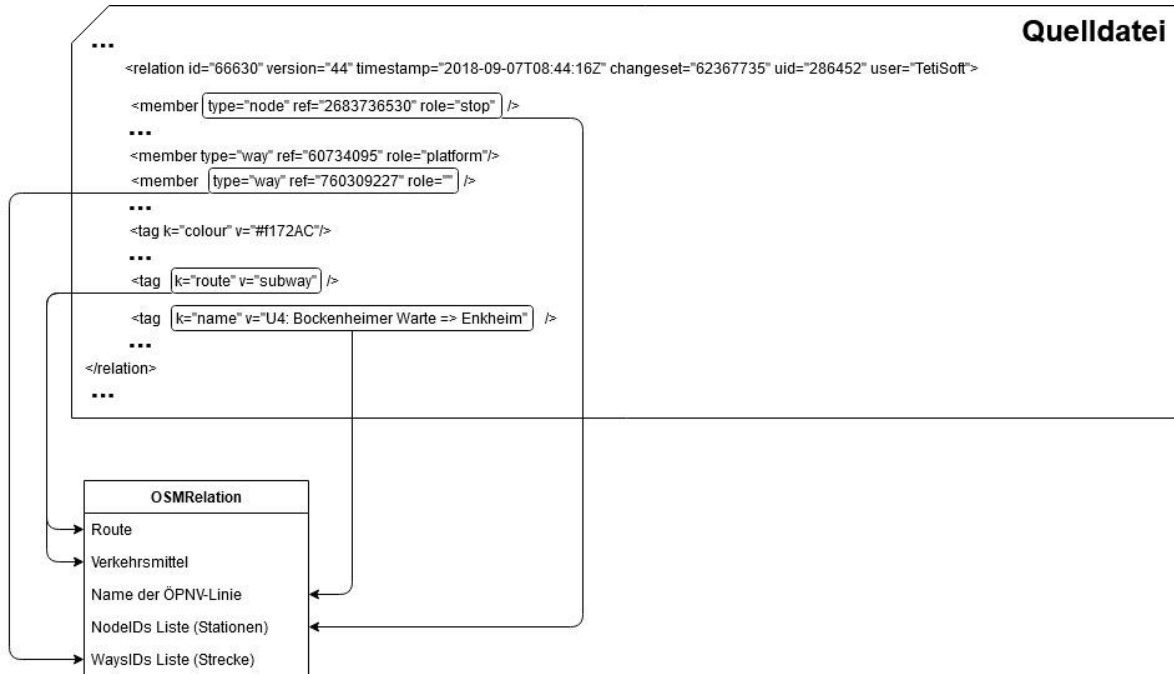 Quelldatei
...
<relation id="66630" version="44" timestamp="2018-09-07T08:44:16Z" changeset="62367735" uid="286452" user="TetiSoft">
<member type="node" ref="2683736530" role="stop" />
...
<member type="way" ref="60734095" role="platform"/>
<member type="way" ref="760309227" role="" />
...
<tag k="colour" v="#f172AC"/>
...
<tag k="route" v="subway" />
<tag k="name" v="U4: Bockenheimer Warte => Enkheim" />
...
</relation>
...
OSMRelation
Route
Verkehrsmittel
Name der ÖPNV-Linie
NodeIDs Liste (Stationen)
WaysIDs Liste (Strecke)